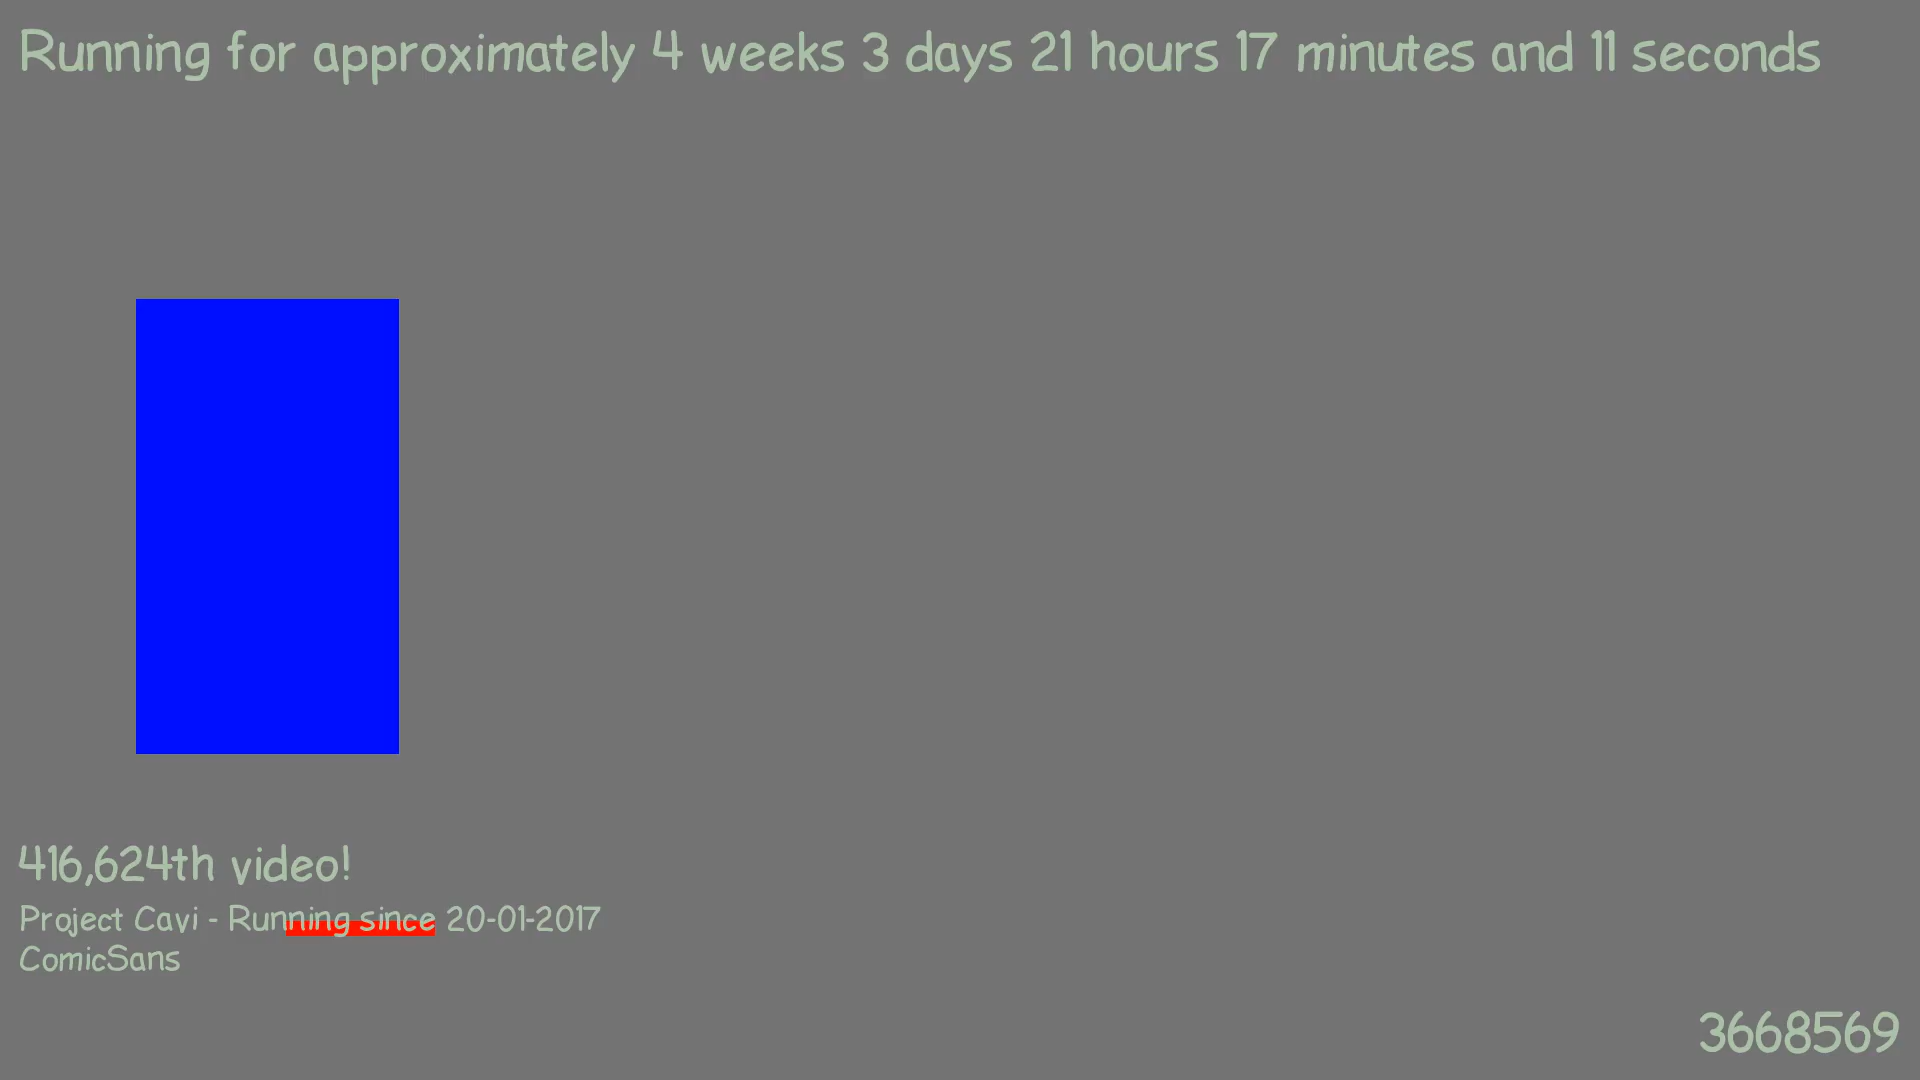 Running for approximately 4 weeks 3 days 21 hours 17 minutes and 11 seconds
416,624th video!
Project Cavi - Running since 20-01-2017
ComicSans
3668569